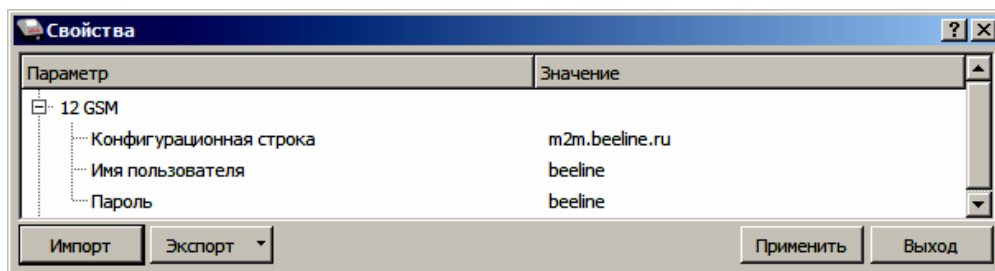 Свойства
Параметр Значение
12 GSM
Конфигурационная строка m2m.beeline.ru
Имя пользователя beeline
Пароль beeline
Импорт Экспорт Применить Выход